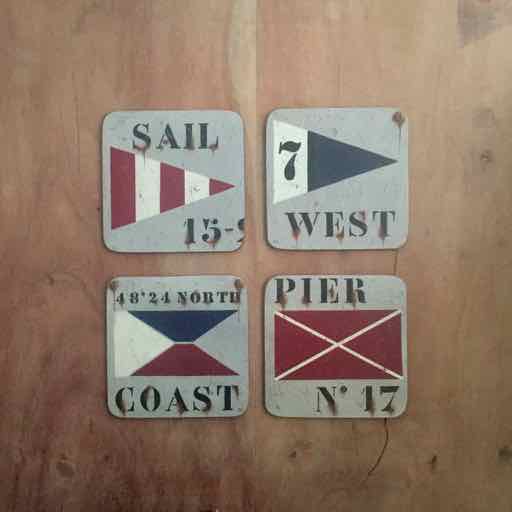 SAIL
15-9
7
WEST
48°24 NORTH
COAST
PIER
N° 17